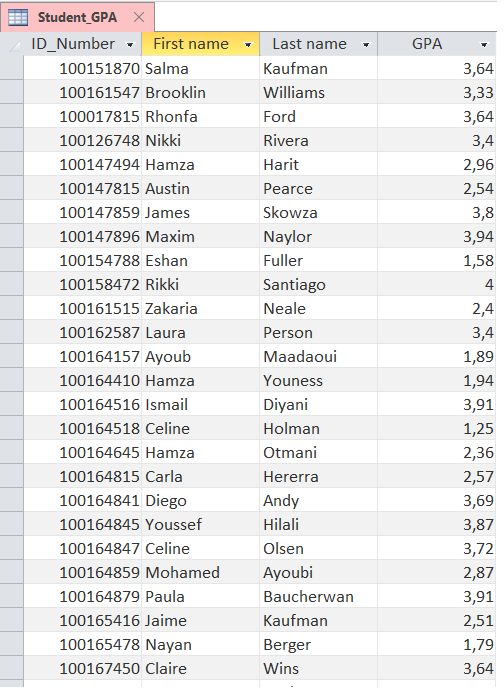 Student_GPA
ID_Number First name Last name GPA
100151870 Salma Kaufman 3,64
100161547 Brooklin Williams 3,33
100017815 Rhonfa Ford 3,64
100126748 Nikki Rivera 3,4
100147494 Hamza Harit 2,96
100147815 Austin Pearce 2,54
100147859 James Skowza 3,8
100147896 Maxim Naylor 3,94
100154788 Eshan Fuller 1,58
100158472 Rikki Santiago 4
100161515 Zakaria Neale 2,4
100162587 Laura Person 3,4
100164157 Ayoub Maadaoui 1,89
100164410 Hamza Youness 1,94
100164516 Ismail Diyani 3,91
100164518 Celine Holman 1,25
100164645 Hamza Otmani 2,36
100164815 Carla Hererra 2,57
100164841 Diego Andy 3,69
100164845 Youssef Hilali 3,87
100164847 Celine Olsen 3,72
100164859 Mohamed Ayoubi 2,87
100164879 Paula Baucherwan 3,91
100165416 Jaime Kaufman 2,51
100165478 Nayan Berger 1,79
100167450 Claire Wins 3,64